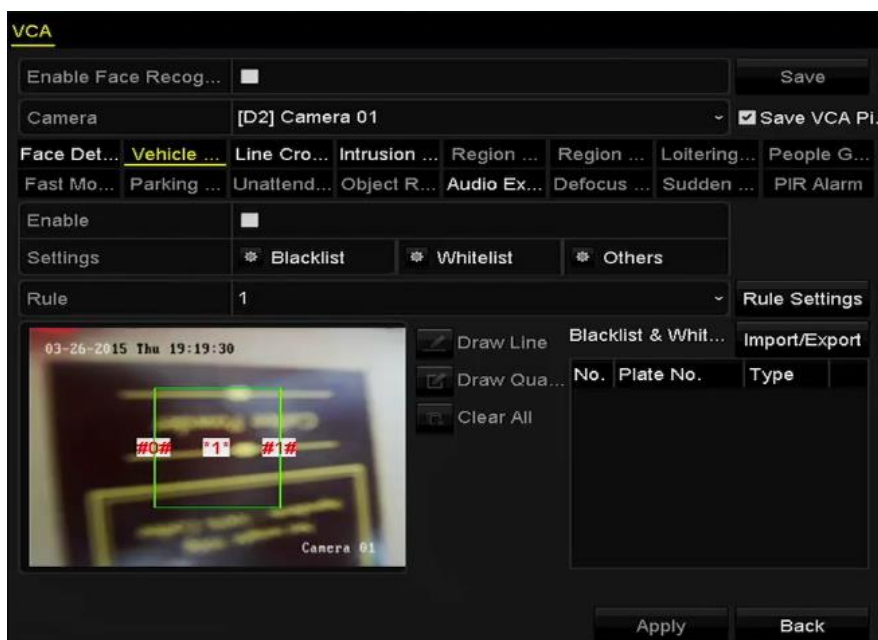 VCA
Enable Face Recog... Save
Camera [D2] Camera 01 Save VCA Pi.
Face Det... Vehicle ... Line Cro... Intrusion ... Region ... Region ... Loitering... People G...
Fast Mo... Parking ... Unattend... Object R... Audio Ex... Defocus ... Sudden ... PIR Alarm
Enable
Settings Blacklist Whitelist Others
Rule 1 Rule Settings
03-26-2015 Thu 19:19:30
#0# *1* #1#
Camera 01
Draw Line
Draw Qua...
Clear All
Blacklist & Whit... Import/Export
No. Plate No. Type
Apply Back